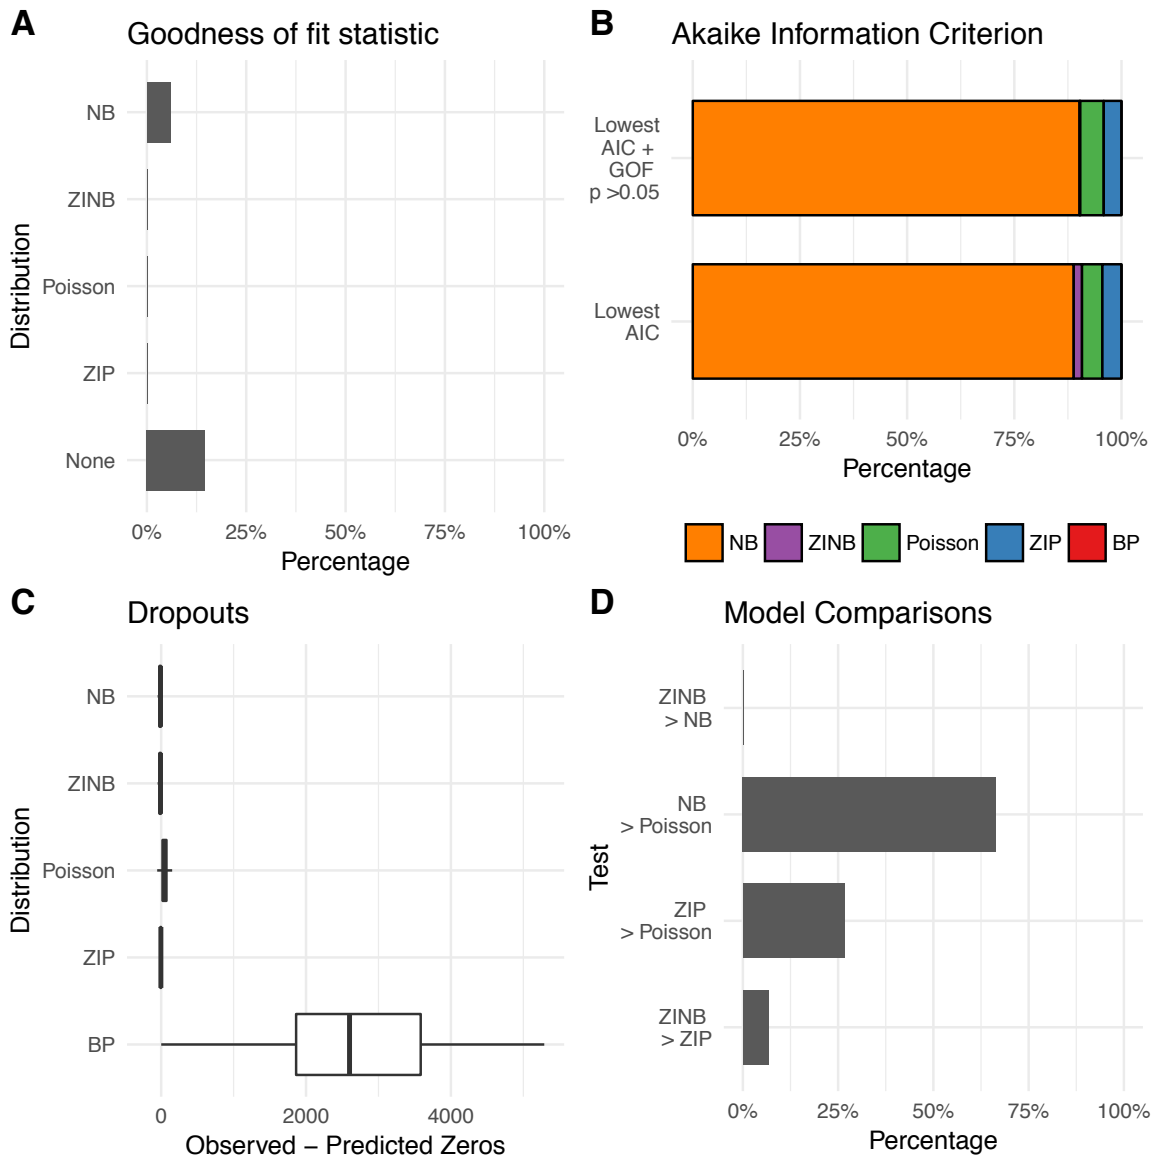 A
Goodness of fit statistic
Distribution
NB
ZINB
Poisson
ZIP
None
0% 25% 50% 75% 100%
Percentage
B
Akaike Information Criterion
Lowest
AIC +
GOF
p >0.05
Lowest
AIC
0% 25% 50% 75% 100%
Percentage
NB ZINB Poisson ZIP BP
C
Dropouts
Distribution
NB
ZINB
Poisson
ZIP
BP
0 2000 4000
Observed − Predicted Zeros
D
Model Comparisons
Test
ZINB
> NB
NB
> Poisson
ZIP
> Poisson
ZINB
> ZIP
0% 25% 50% 75% 100%
Percentage